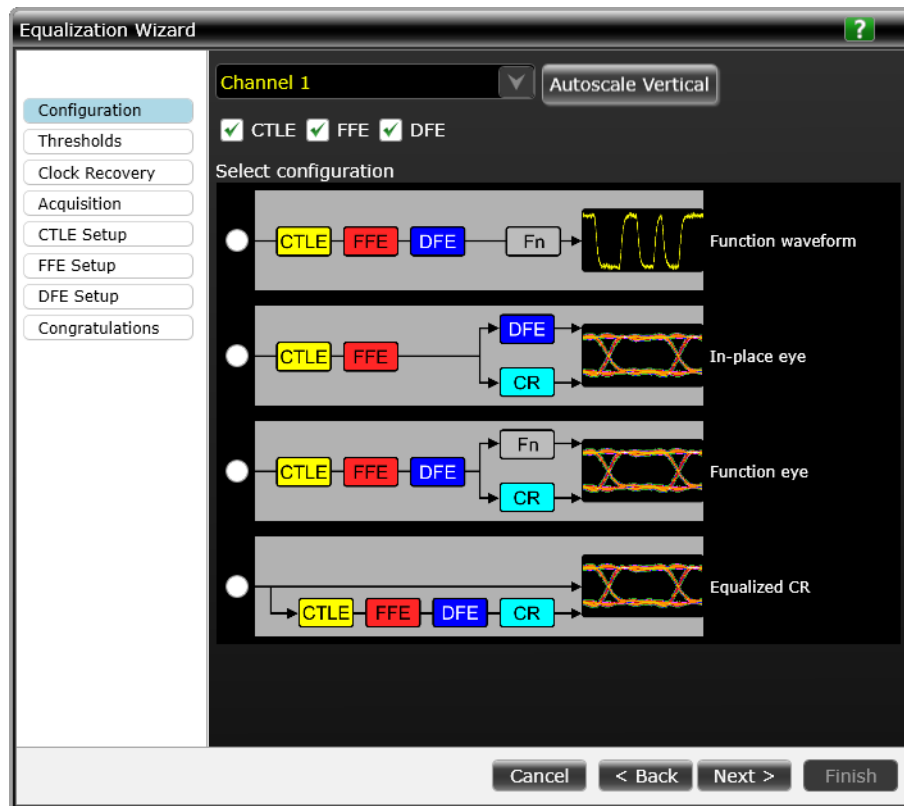 Equalization Wizard
?
Configuration
Thresholds
Clock Recovery
Acquisition
CTLE Setup
FFE Setup
DFE Setup
Congratulations
Channel 1
Autoscale Vertical
CTLE FFE DFE
Select configuration
CTLE FFE DFE Fn Function waveform
DFE
CTLE FFE In-place eye
CR
Fn
CTLE FFE DFE Function eye
CR
Equalized CR
CTLE FFE DFE CR
Cancel < Back Next > Finish